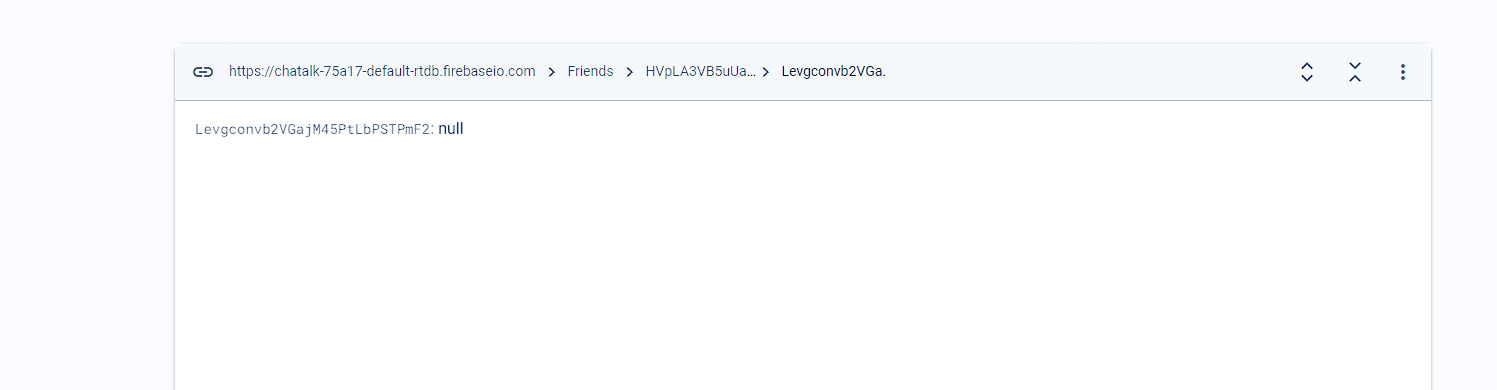 https://chatalk-75a17-default-rtdb.firebaseio.com > Friends > HVpLA3VB5uUa... > Levgconvb2VGa.
Levgconvb2VGajM45PtLbPSTPmF2: null